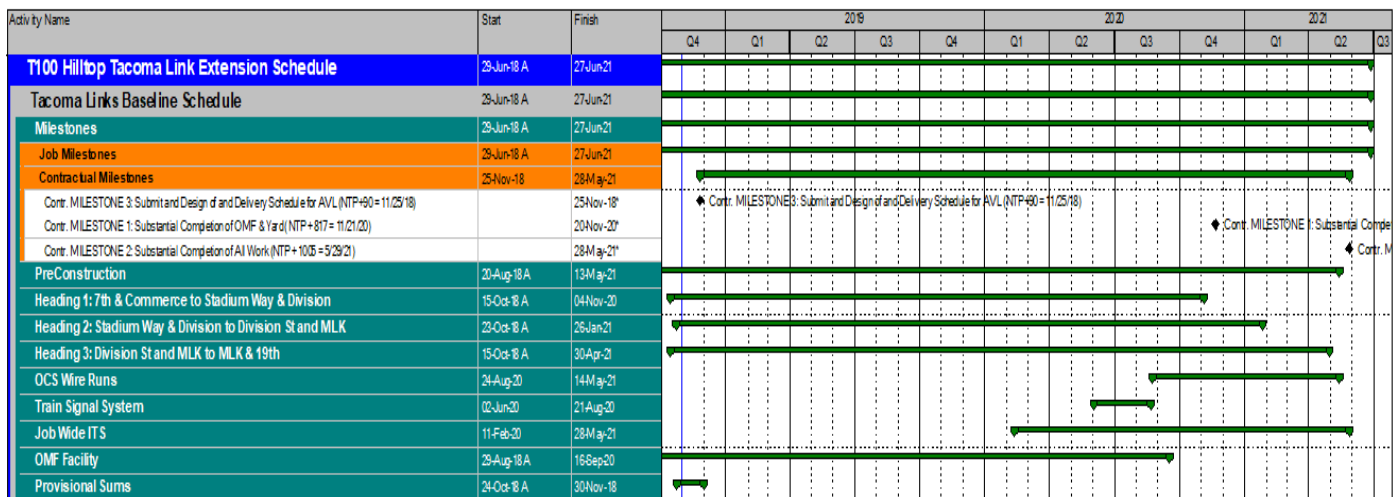 Activity Name Start Finish 2019 2020 2021
Q4 Q1 Q2 Q3 Q4 Q1 Q2 Q3 Q4 Q1 Q2 Q3
T100 Hilltop Tacoma Link Extension Schedule 29-Jun-18 A 27-Jun-21
Tacoma Links Baseline Schedule 29-Jun-18 A 27-Jun-21
Milestones 29-Jun-18 A 27-Jun-21
Job Milestones 29-Jun-18 A 27-Jun-21
Contractual Milestones 25-Nov-18 28-May-21
Contr. MILESTONE 3: Submit and Design of and Delivery Schedule for AVL (NTP+90 = 11/25/18) 25-Nov-18* Contr. MILESTONE 3: Submit and Design of and Delivery Schedule for AVL (NTP+90 = 11/25/18)
Contr. MILESTONE 1: Substantial Completion of OMF & Yard (NTP + 817 = 11/21/20) 20-Nov-20* Contr. MILESTONE 1: Substantial Comple
Contr. MILESTONE 2: Substantial Completion of All Work (NTP + 1005 = 5/29/21) 28-May-21* Contr. M
PreConstruction 20-Aug-18 A 13-May-21
Heading 1: 7th & Commerce to Stadium Way & Division 15-Oct-18 A 04-Nov-20
Heading 2: Stadium Way & Division to Division St and MLK 23-Oct-18 A 26-Jan-21
Heading 3: Division St and MLK to MLK & 19th 15-Oct-18 A 30-Apr-21
OCS Wire Runs 24-Aug-20 14-May-21
Train Signal System 02-Jun-20 21-Aug-20
Job Wide ITS 11-Feb-20 28-May-21
OMF Facility 29-Aug-18 A 16-Sep-20
Provisional Sums 24-Oct-18 A 30-Nov-18